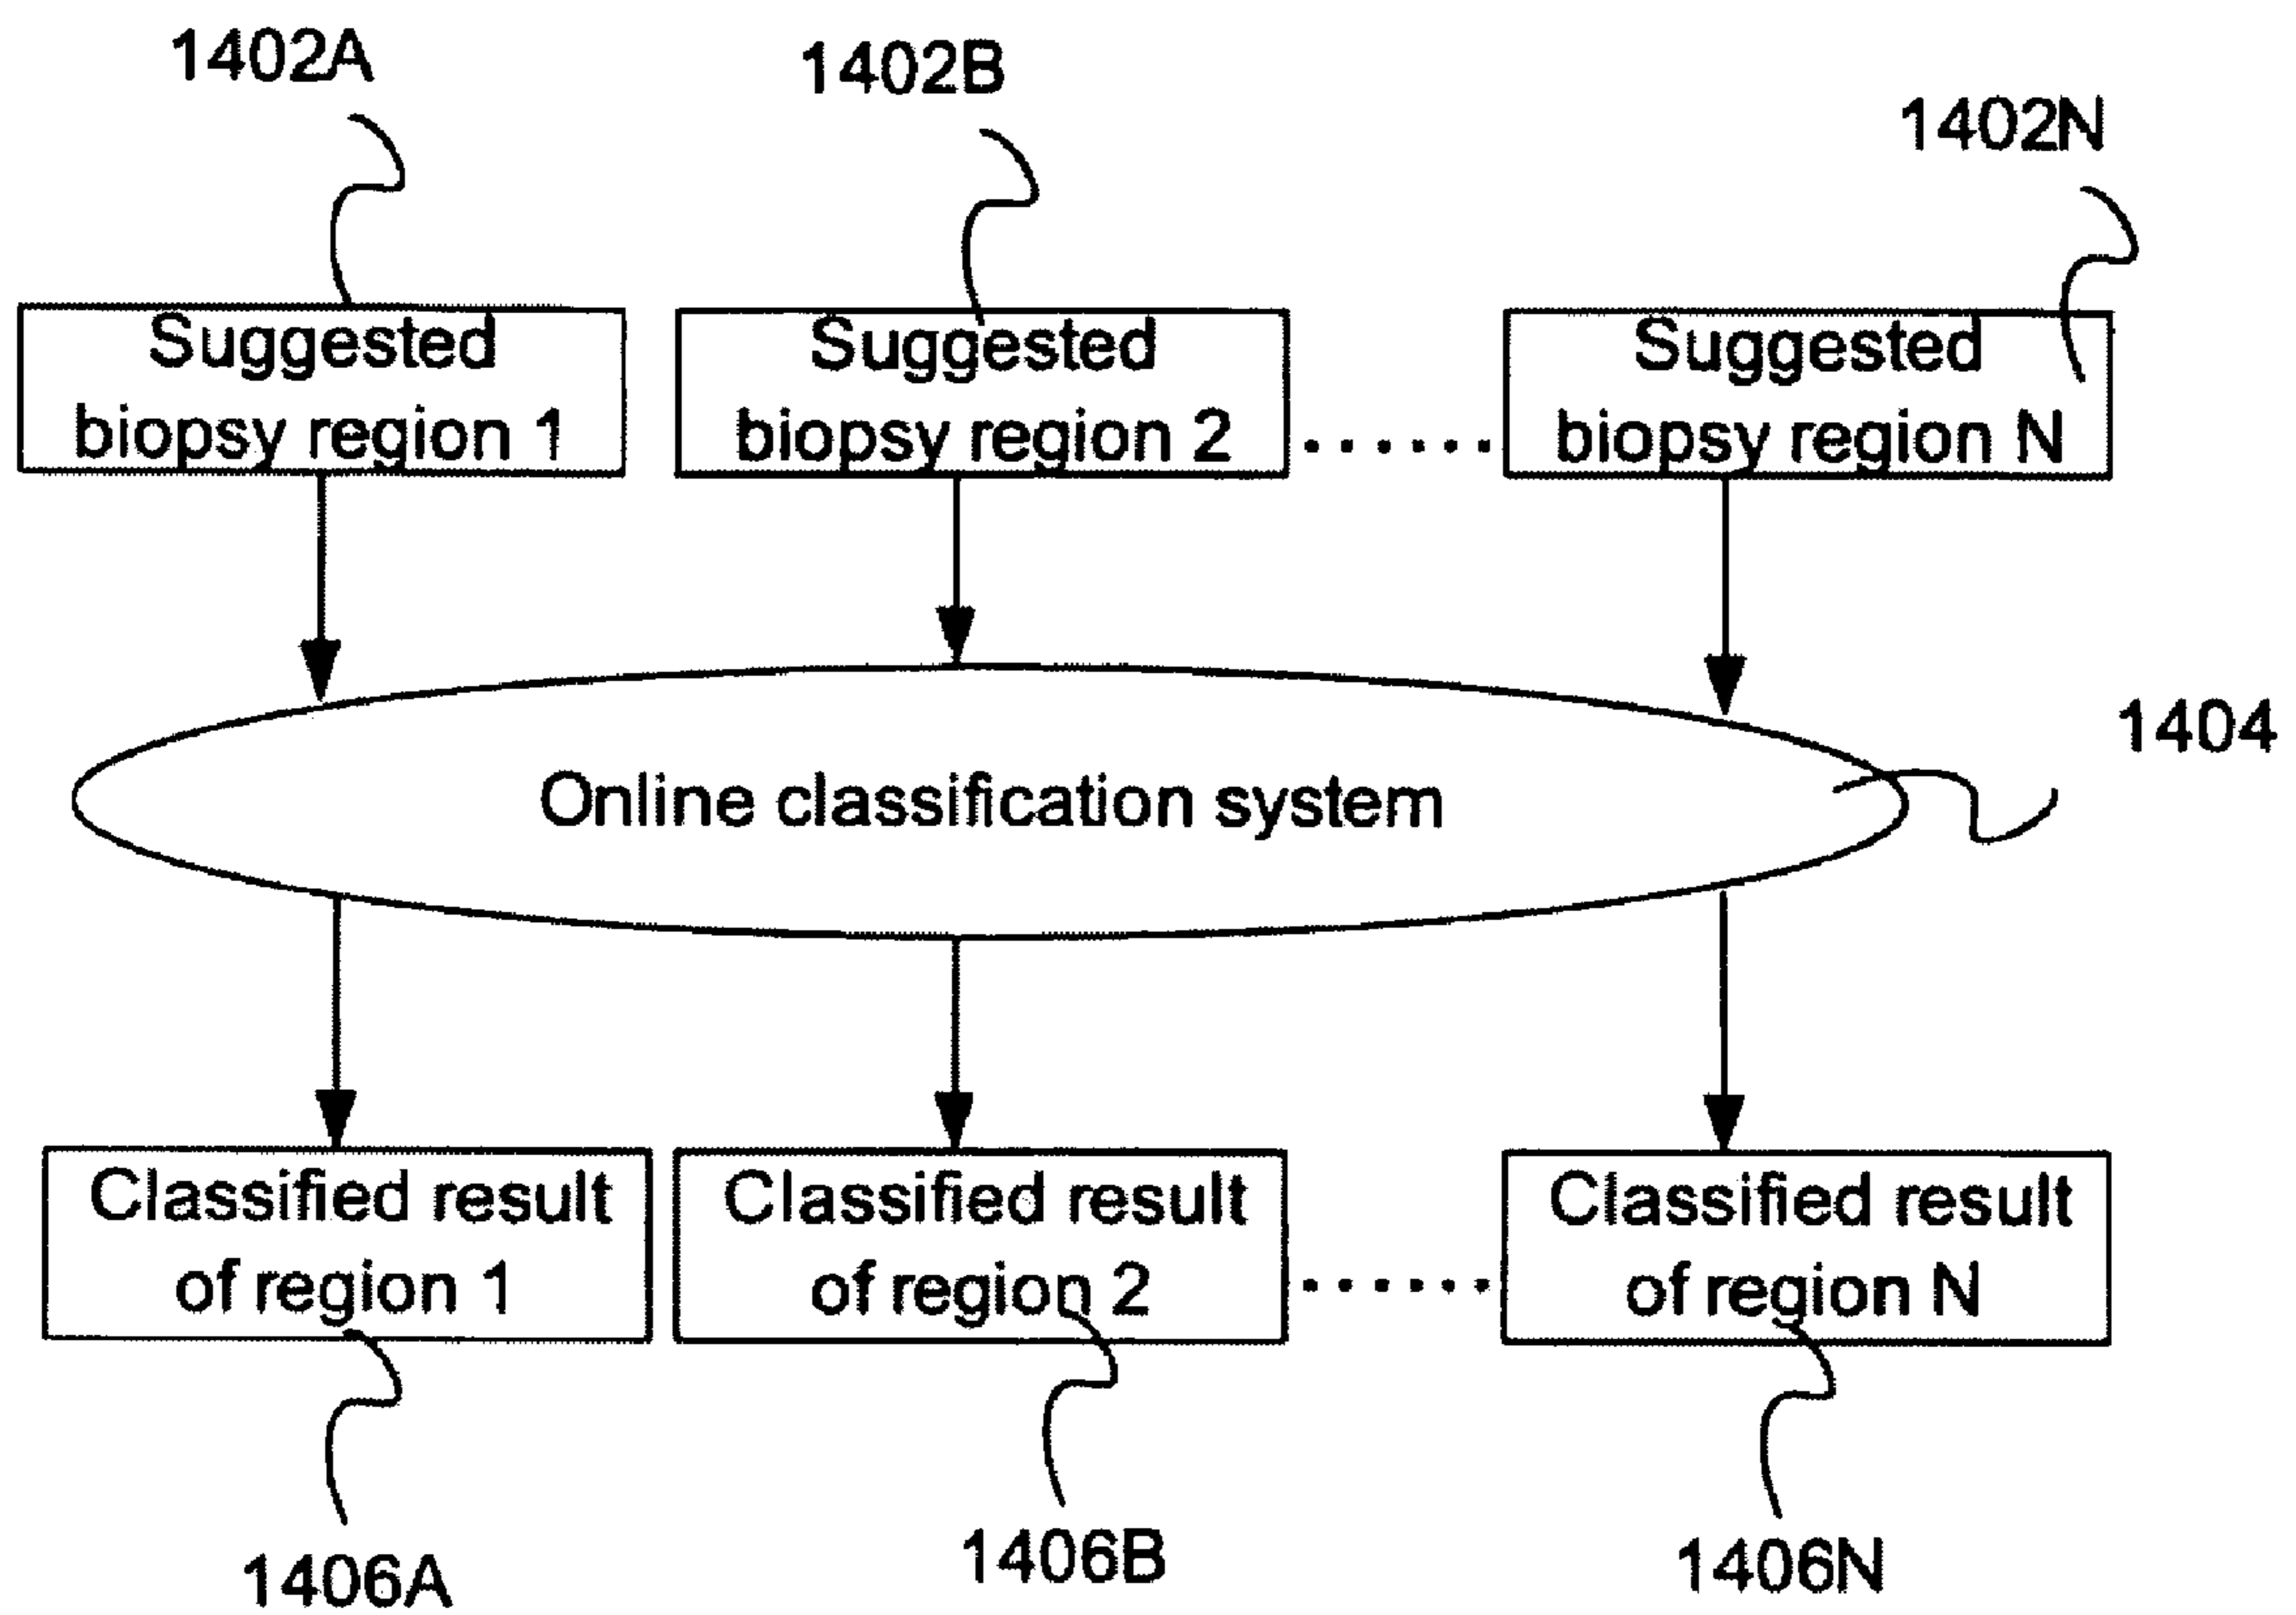 1402A
1402B
1402N
Suggested
biopsy region 1
Suggested
biopsy region 2
......
Suggested
biopsy region N
1404
Online classification system
Classified result
of region 1
Classified result
of region 2
......
Classified result
of region N
1406A
1406B
1406N